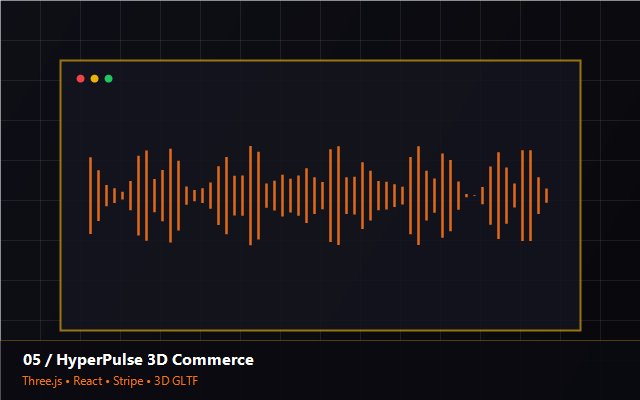 05 / HyperPulse 3D Commerce
Three.js • React • Stripe • 3D GLTF